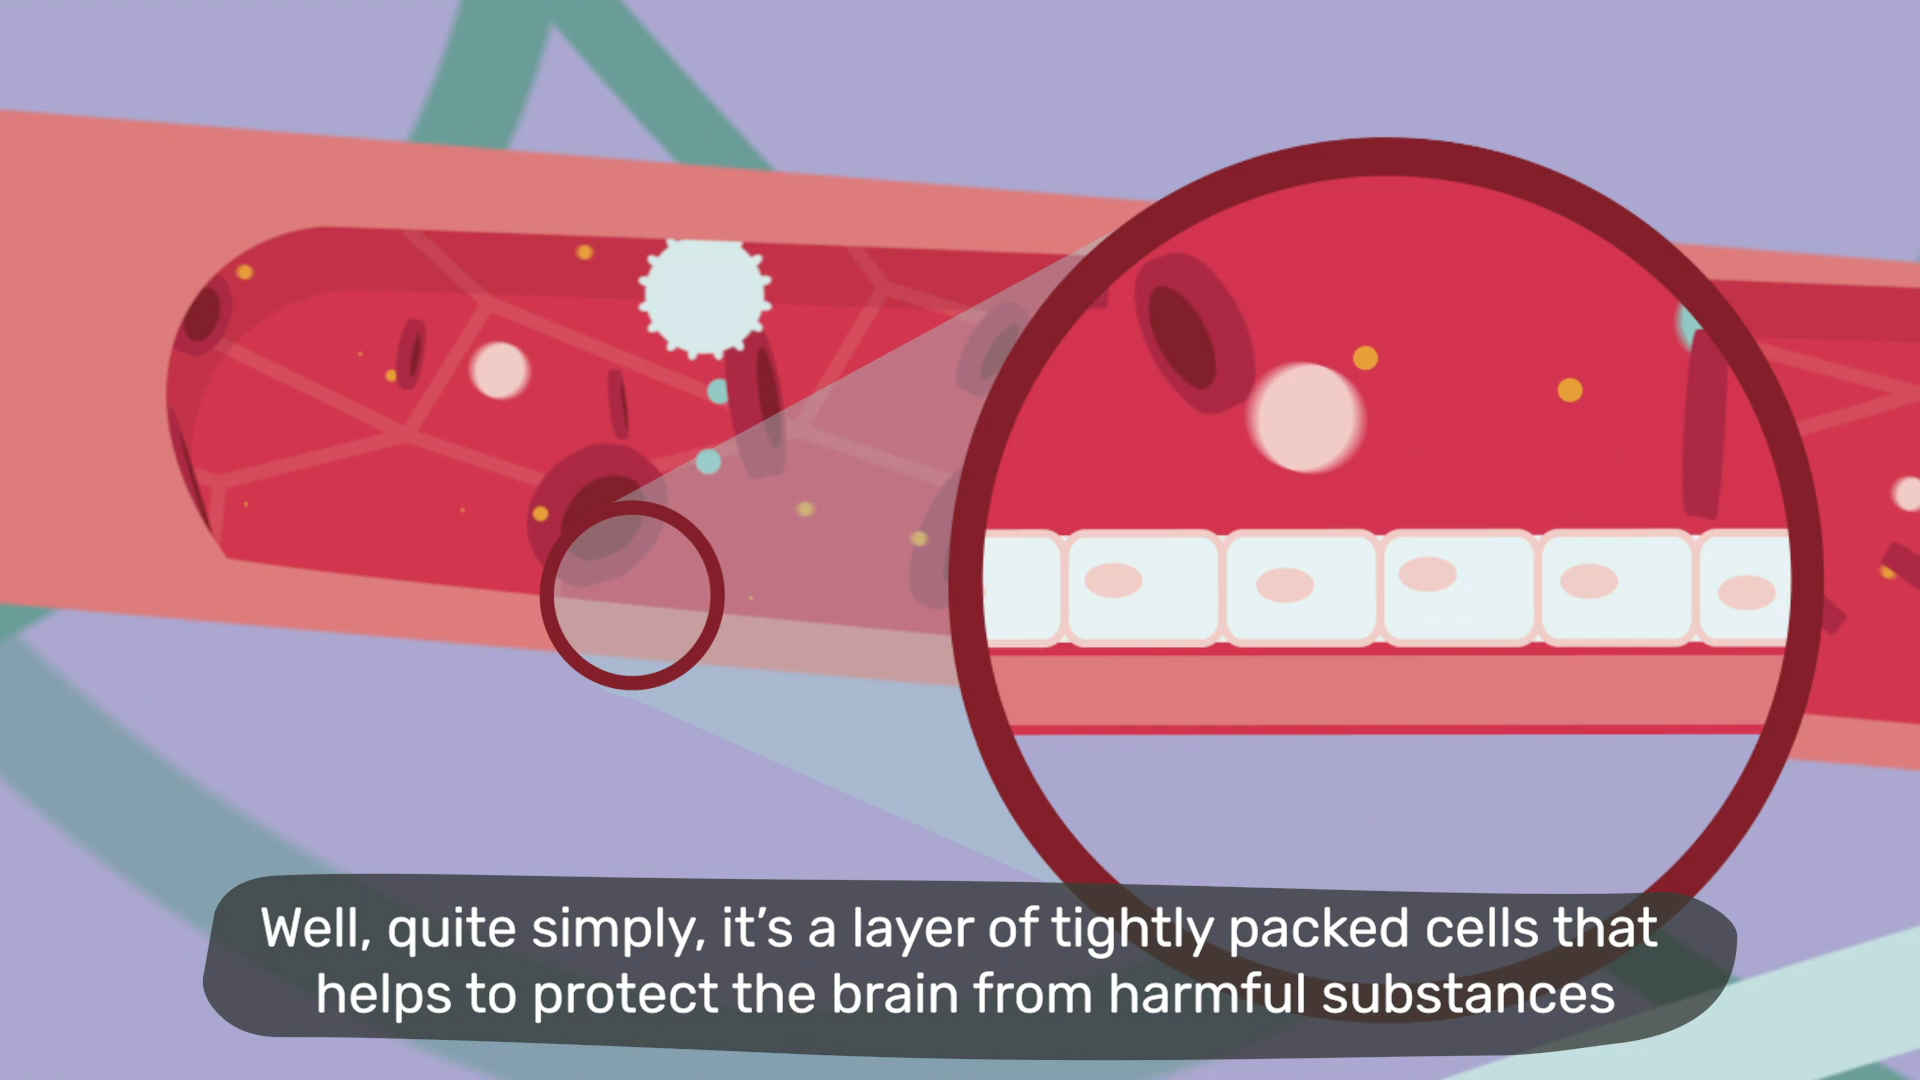 Well, quite simply, it’s a layer of tightly packed cells that
helps to protect the brain from harmful substances